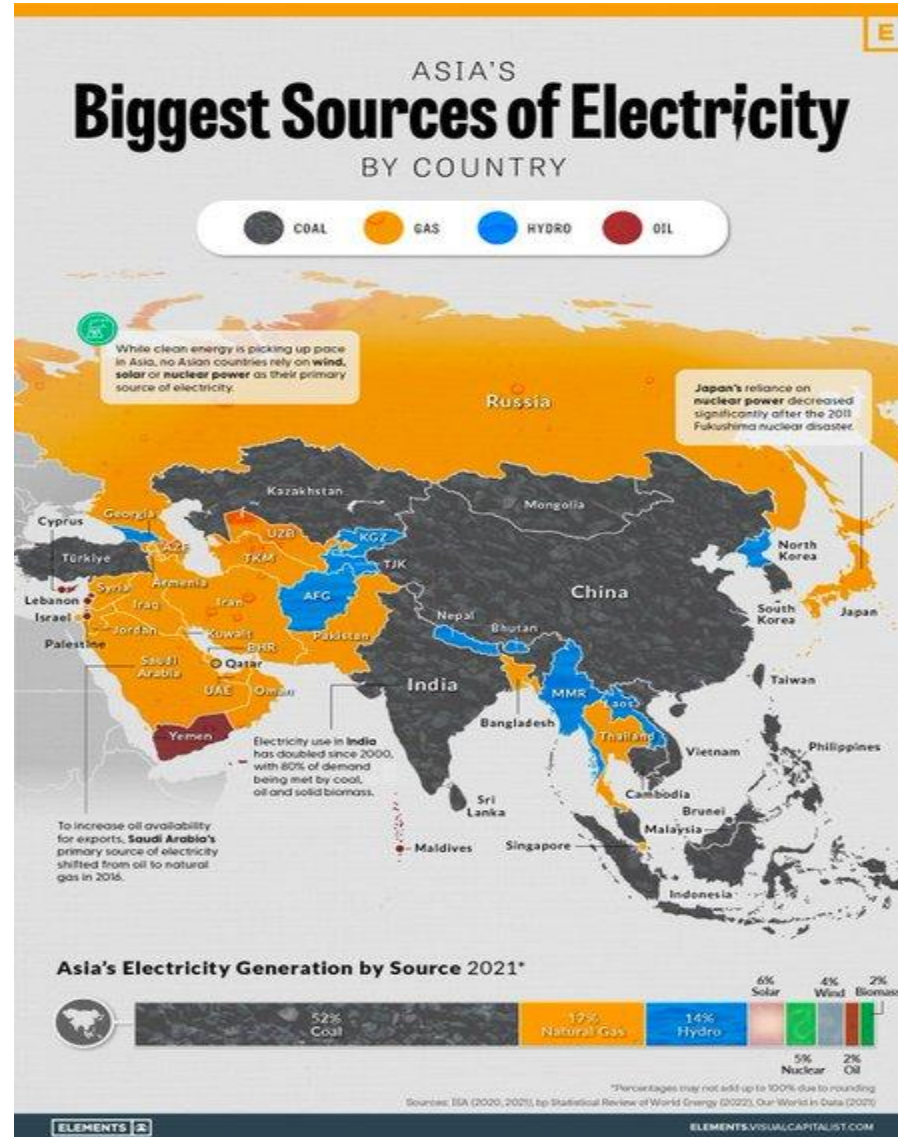 E
ASIA'S
Biggest Sources of Electricity
BY COUNTRY
COAL
GAS
HYDRO
OIL
While clean energy is picking up pace
in Asia, no Asian countries rely on wind,
solar or nuclear power as their primary
source of electricity.
Russia
Japan's reliance on
nuclear power decreased
significantly after the 2011
Fukushima nuclear disaster.
Kazakhstan
Mongolia
Georgia
Cyprus
UZB
KGZ
AZE
Türkiye
TKM
TJK
North
Korea
Armenia
Syria
Lebanon
Iraq
Iran
AFG
China
Israel
South
Korea
Japan
Nepal
Bhutan
Jordan
Kuwait
Pakistan
Palestine
BHR
Qatar
Saudi
Arabia
India
Taiwan
UAE
Oman
MMR
Laos
Bangladesh
Yemen
Thailand
Vietnam
Philippines
Electricity use in India
has doubled since 2000,
with 80% of demand
being met by coal,
oil and solid biomass.
Sri
Lanka
Cambodia
Brunei
Malaysia
To increase oil availability
for exports, Saudi Arabia's
primary source of electricity
shifted from oil to natural
gas in 2016.
Maldives
Singapore
Indonesia
Asia's Electricity Generation by Source 2021*
6%
Solar
4%
Wind
2%
Biomass
52%
Coal
17%
Natural Gas
14%
Hydro
5%
Nuclear
2%
Oil
*Percentages may not add up to 100% due to rounding
Sources: IEA (2020, 2021), bp Statistical Review of World Energy (2022), Our World in Data (2021)
ELEMENTS
ELEMENTS.VISUALCAPITALIST.COM